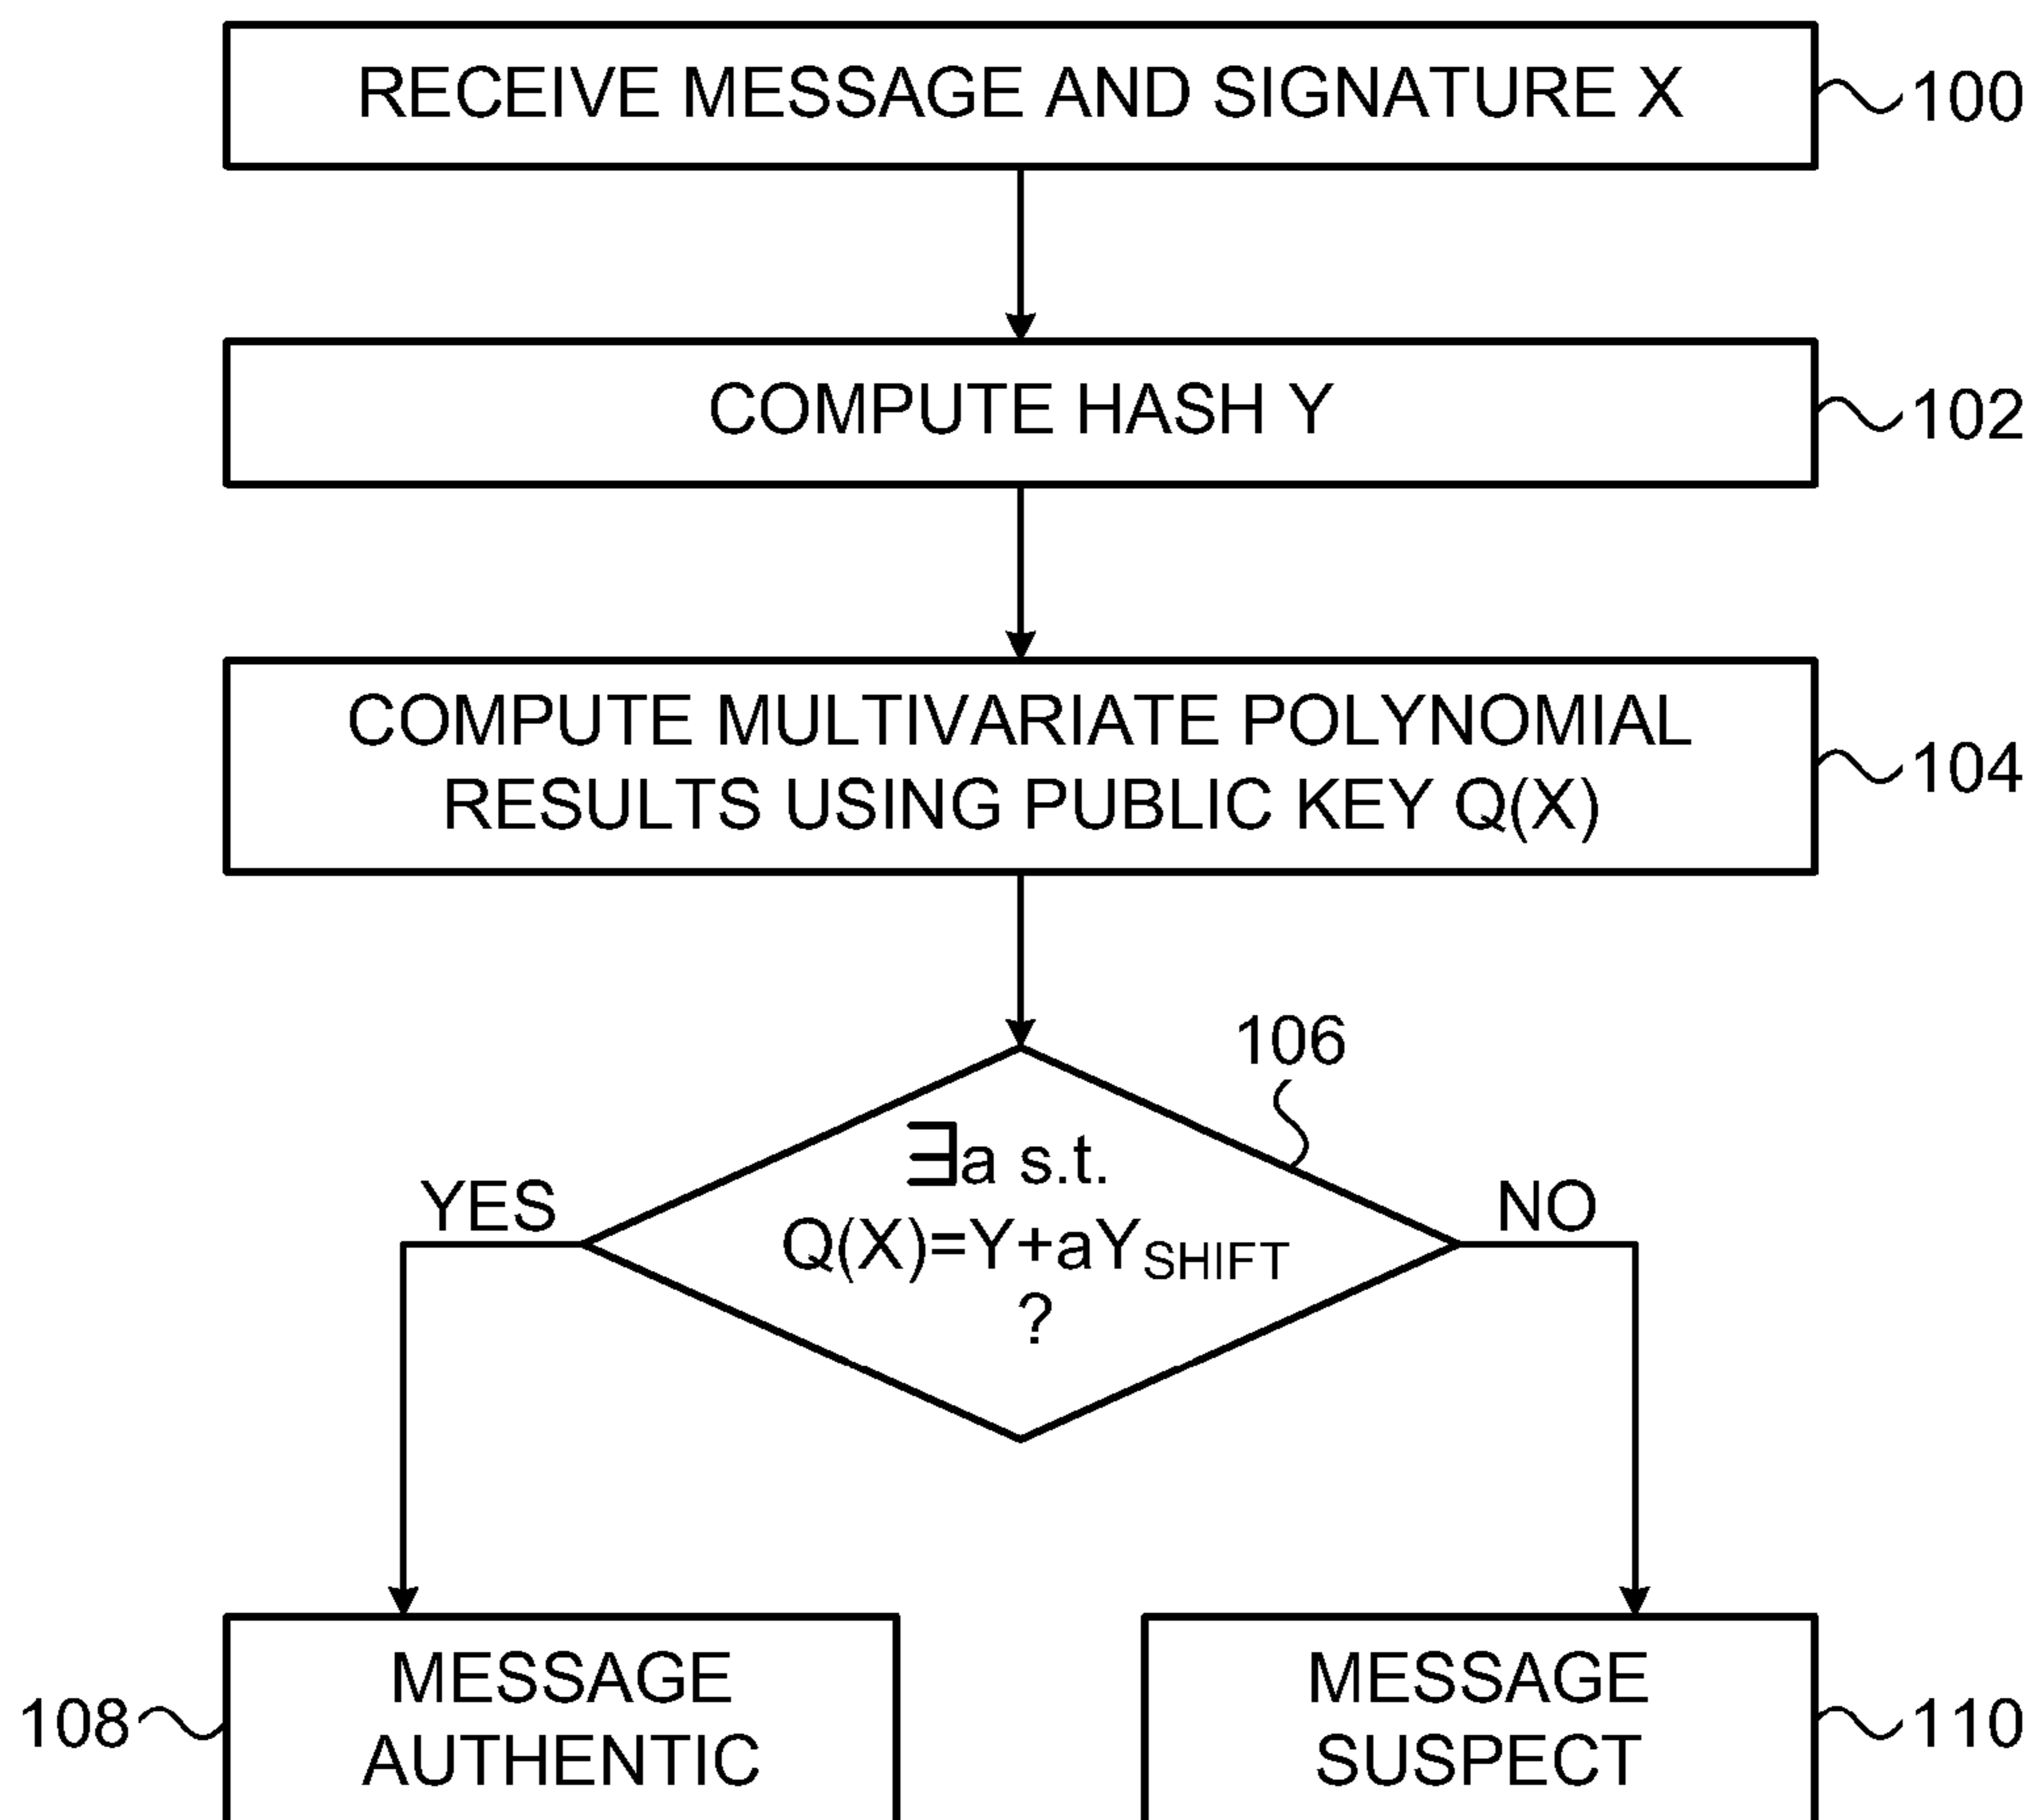 RECEIVE MESSAGE AND SIGNATURE X
100
COMPUTE HASH Y
102
COMPUTE MULTIVARIATE POLYNOMIAL
RESULTS USING PUBLIC KEY Q(X)
104
106
∃a s.t.
Q(X)=Y+aY_SHIFT
?
YES
NO
MESSAGE
AUTHENTIC
108
MESSAGE
SUSPECT
110